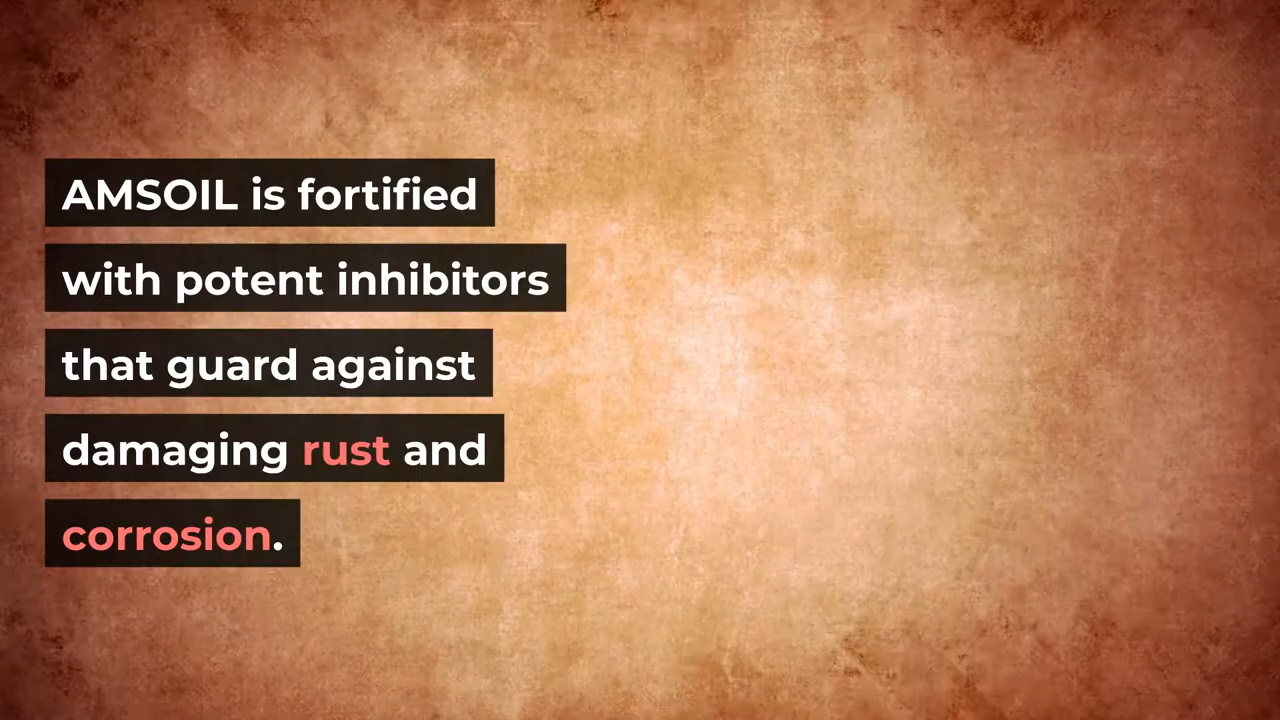 AMSOIL is fortified
with potent inhibitors
that guard against
damaging rust and
corrosion.